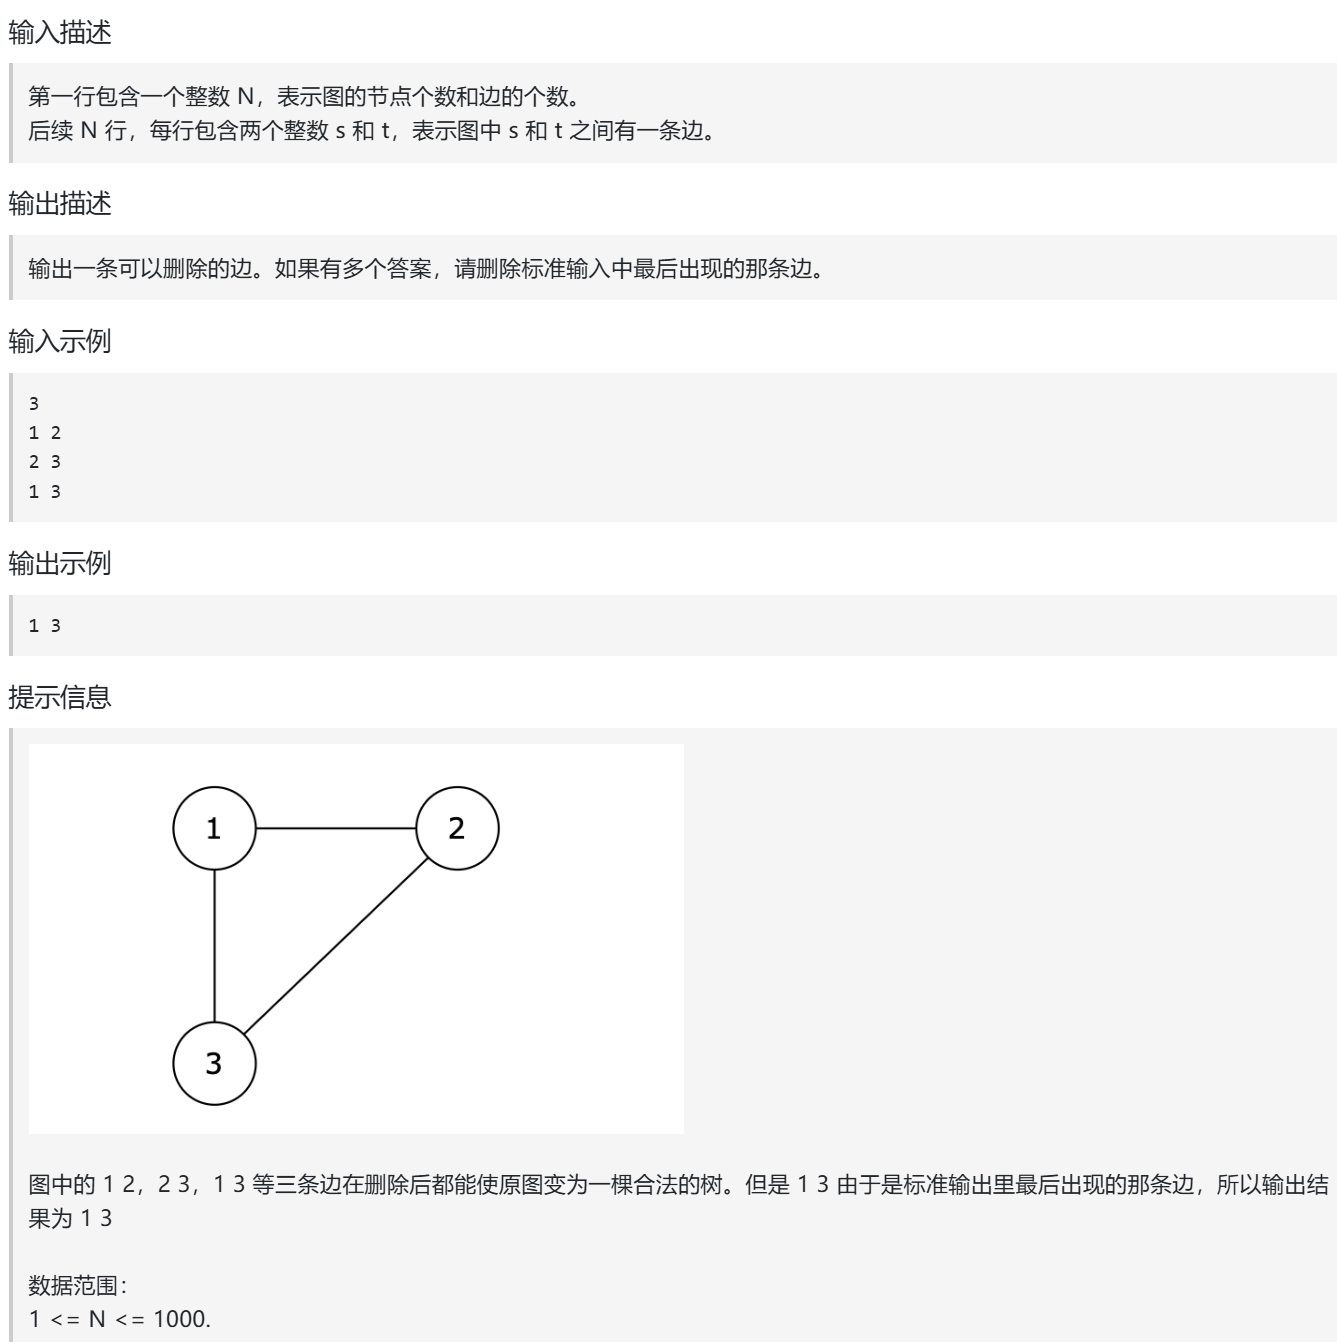 输入描述
第一行包含一个整数 N，表示图的节点个数和边的个数。
后续 N 行，每行包含两个整数 s 和 t，表示图中 s 和 t 之间有一条边。
输出描述
输出一条可以删除的边。如果有多个答案，请删除标准输入中最后出现的那条边。
输入示例
3
1 2
2 3
1 3
输出示例
1 3
提示信息
1 2
3
图中的 1 2，2 3，1 3 等三条边在删除后都能使原图变为一棵合法的树。但是 1 3 由于是标准输出里最后出现的那条边，所以输出结
果为 1 3
数据范围：
1 <= N <= 1000.